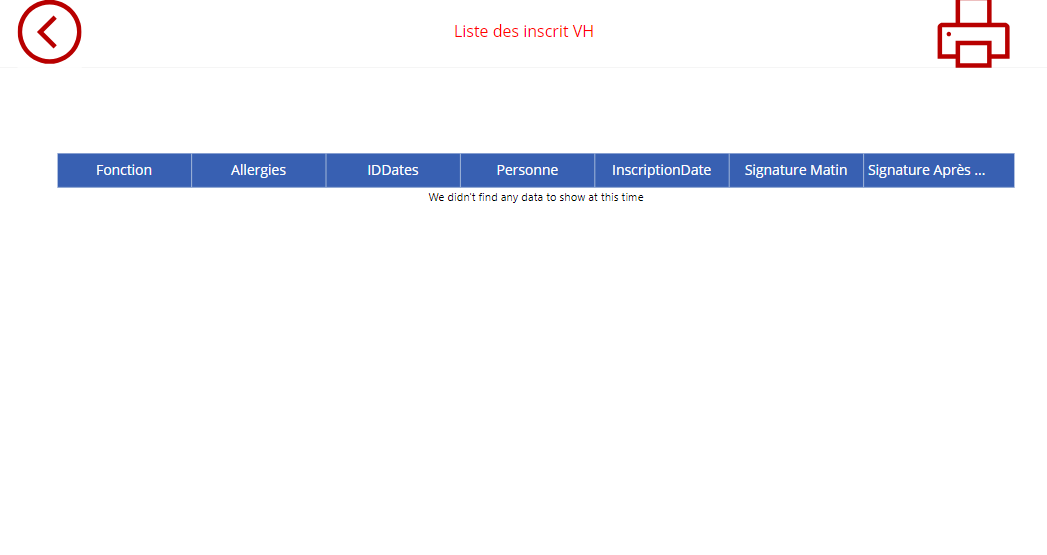 Liste des inscrit VH
Fonction Allergies IDDates Personne InscriptionDate Signature Matin Signature Après ...
We didn't find any data to show at this time